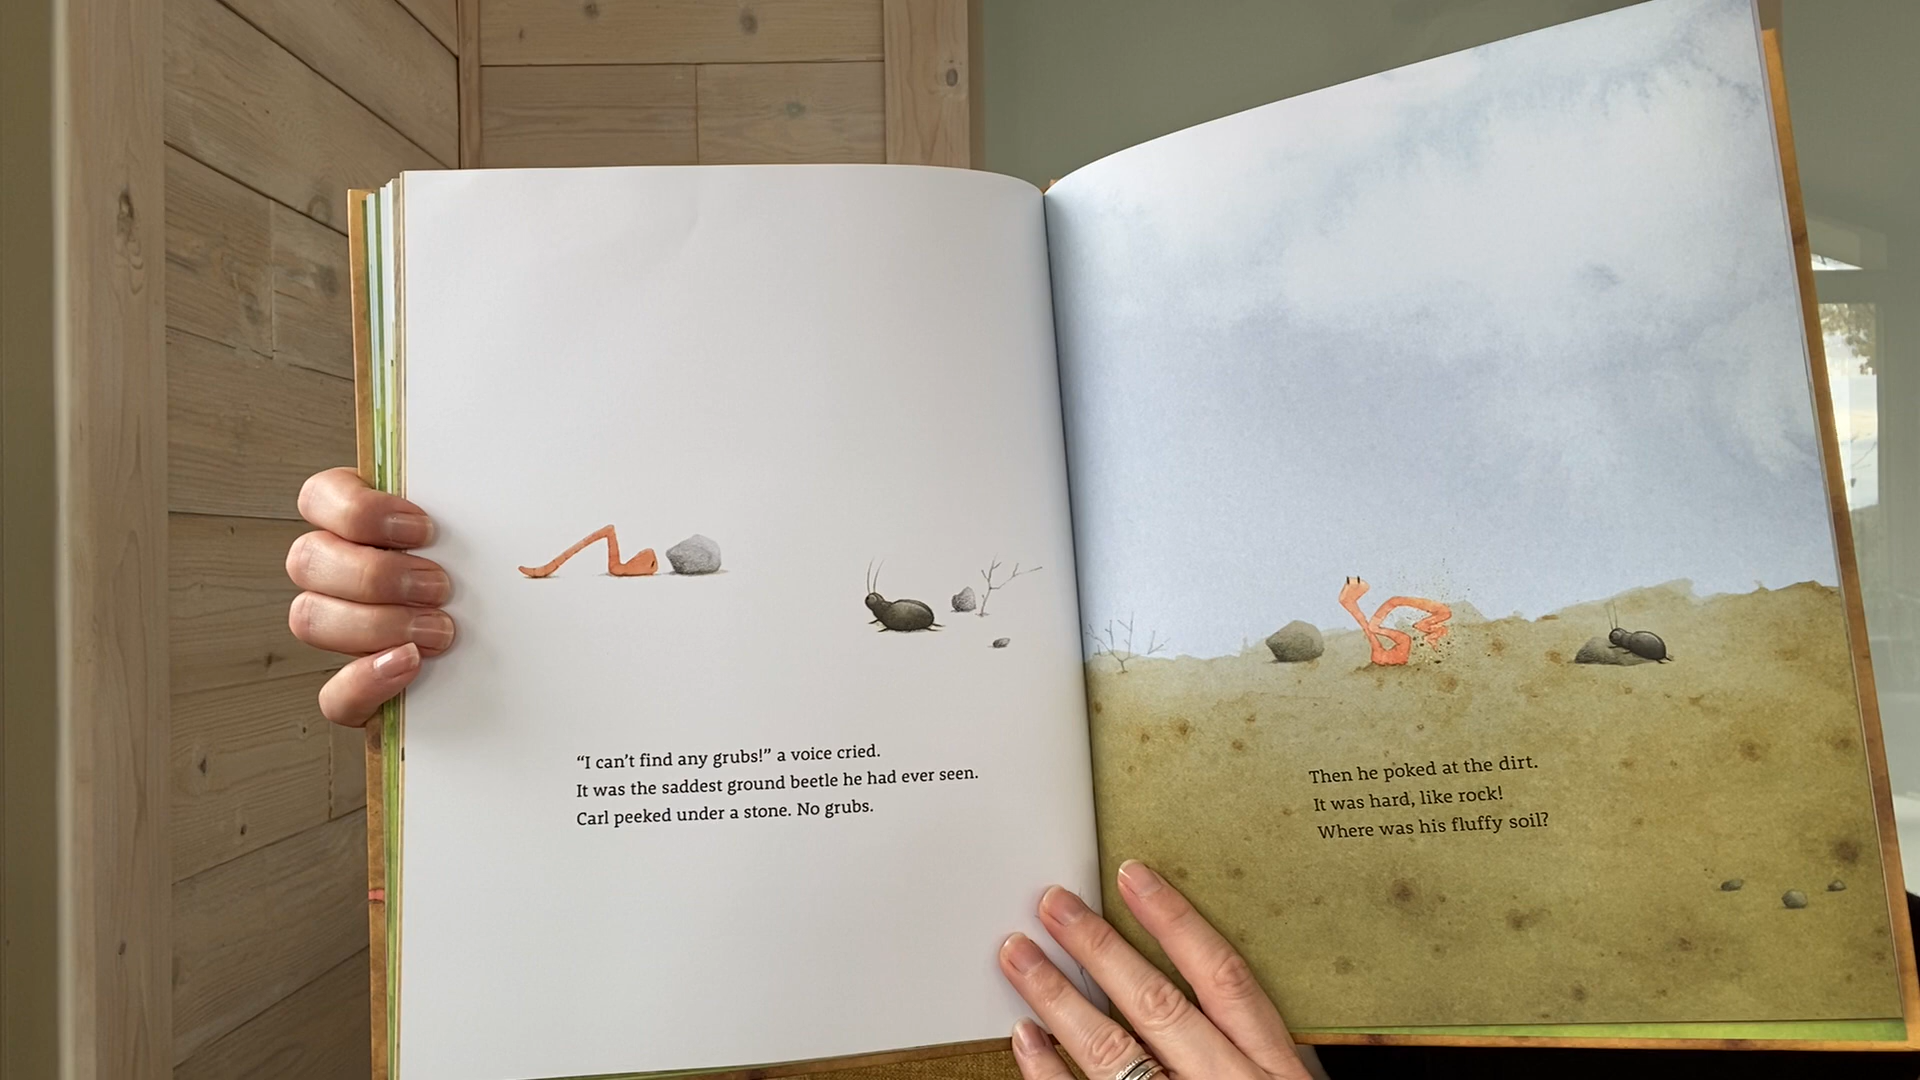 “I can’t find any grubs!” a voice cried.
It was the saddest ground beetle he had ever seen.
Carl peeked under a stone. No grubs.
Then he poked at the dirt.
It was hard, like rock!
Where was his fluffy soil?